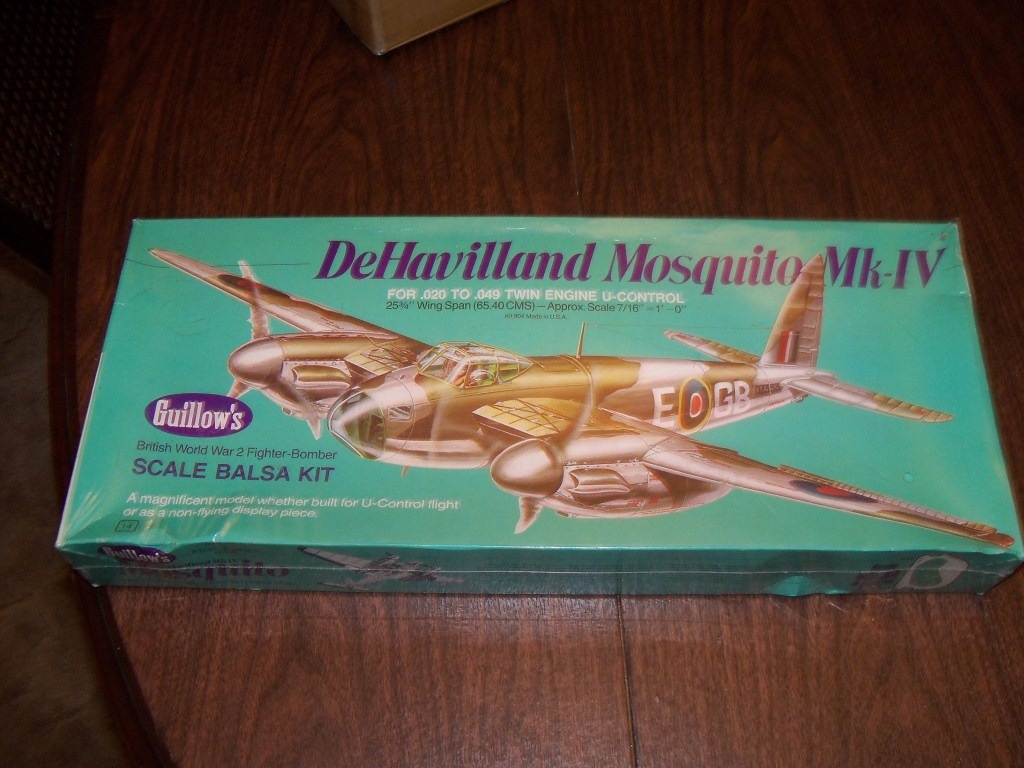 DeHavilland Mosquito Mk-IV
FOR .020 TO .049 TWIN ENGINE U-CONTROL
25¾" Wing Span (65.40 CMS) — Approx. Scale 7/16" = 1' - 0"
Made in U.S.A.
E GB
Guillow's
British World War 2 Fighter-Bomber
SCALE BALSA KIT
A magnificent model whether built for U-Control flight
or as a non-flying display piece.
14
Guillow's
Mosquito